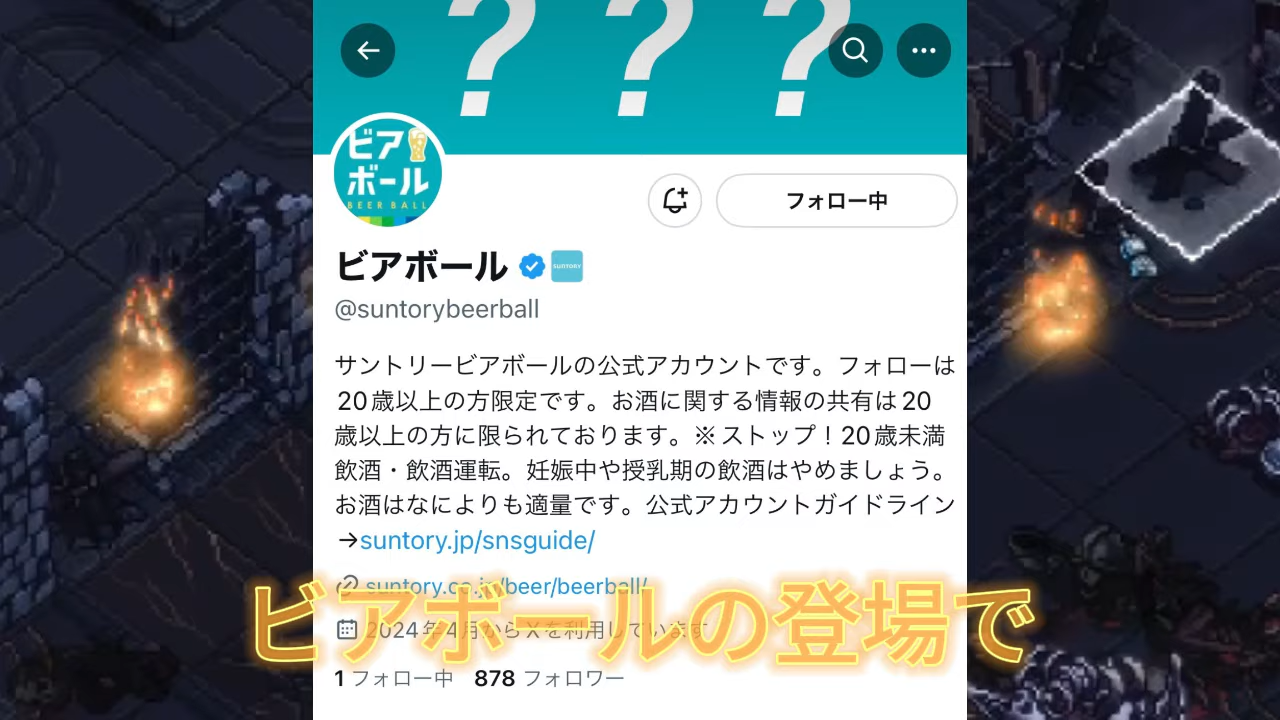 ? ? ?
ビア
ボール
BEER BALL
フォロー中
ビアボール
SUNTORY
@suntorybeerball
サントリービアボールの公式アカウントです。フォローは
20歳以上の方限定です。お酒に関する情報の共有は20
歳以上の方に限られております。※ストップ！20歳未満
飲酒・飲酒運転。妊娠中や授乳期の飲酒はやめましょう。
お酒はなによりも適量です。公式アカウントガイドライン
→suntory.jp/snsguide/
suntory.co.jp/beer/beerball/
ビアボールの登場で
2024年4月からXを利用しています
1 フォロー中 878 フォロワー